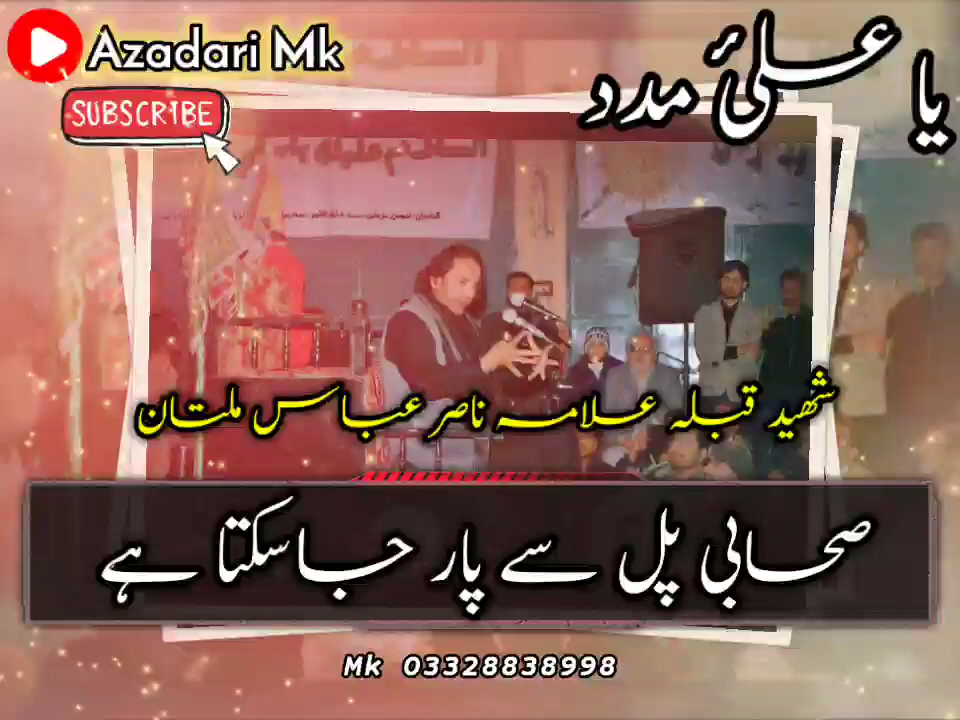 Azadari Mk
SUBSCRIBE
یا علیؑ مدد
شھید قبلہ علامہ ناصر عباس ملتان
صحابی پل سے پار جا سکتا ہے
Mk 03328838998